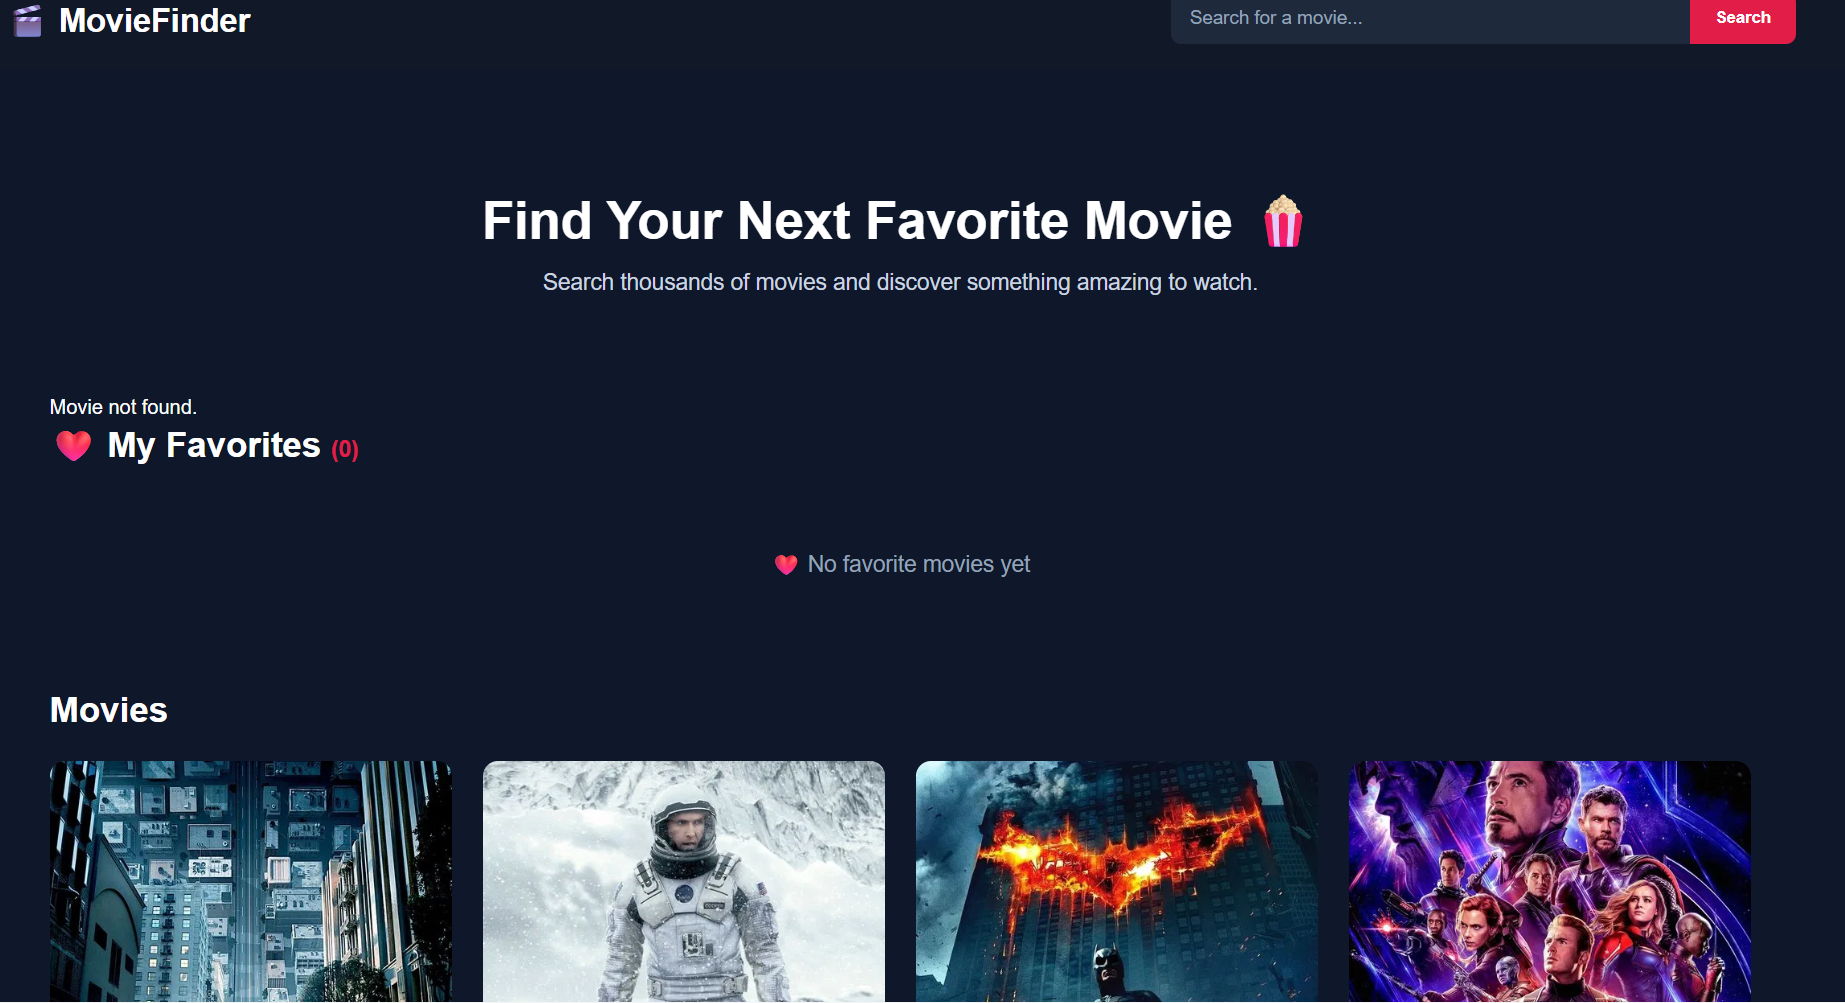 MovieFinder
Search for a movie...
Search
Find Your Next Favorite Movie
Search thousands of movies and discover something amazing to watch.
Movie not found.
My Favorites (0)
No favorite movies yet
Movies